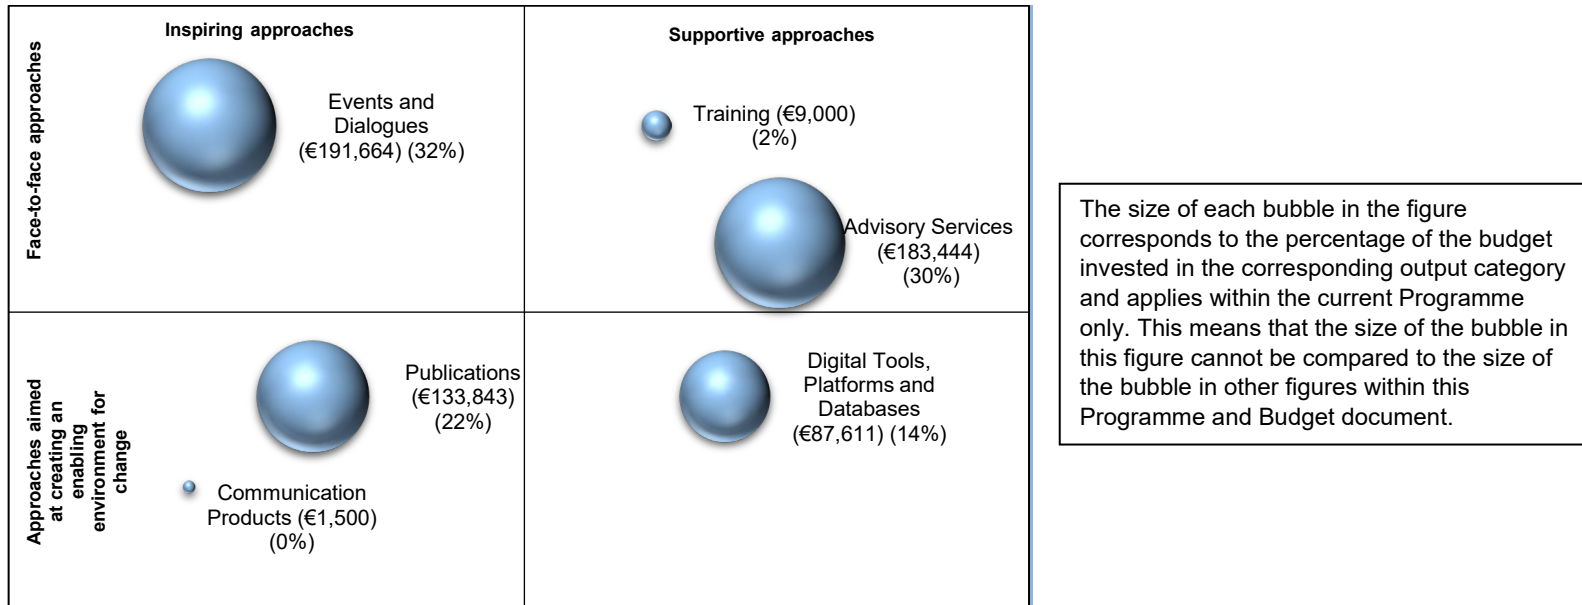 Inspiring approaches
Supportive approaches
Face-to-face approaches
Events and
Dialogues
(€191,664) (32%)
Training (€9,000)
(2%)
Advisory Services
(€183,444)
(30%)
Approaches aimed
at creating an
enabling
environment for
change
Publications
(€133,843)
(22%)
Communication
Products (€1,500)
(0%)
Digital Tools,
Platforms and
Databases
(€87,611) (14%)
The size of each bubble in the figure
corresponds to the percentage of the budget
invested in the corresponding output category
and applies within the current Programme
only. This means that the size of the bubble in
this figure cannot be compared to the size of
the bubble in other figures within this
Programme and Budget document.